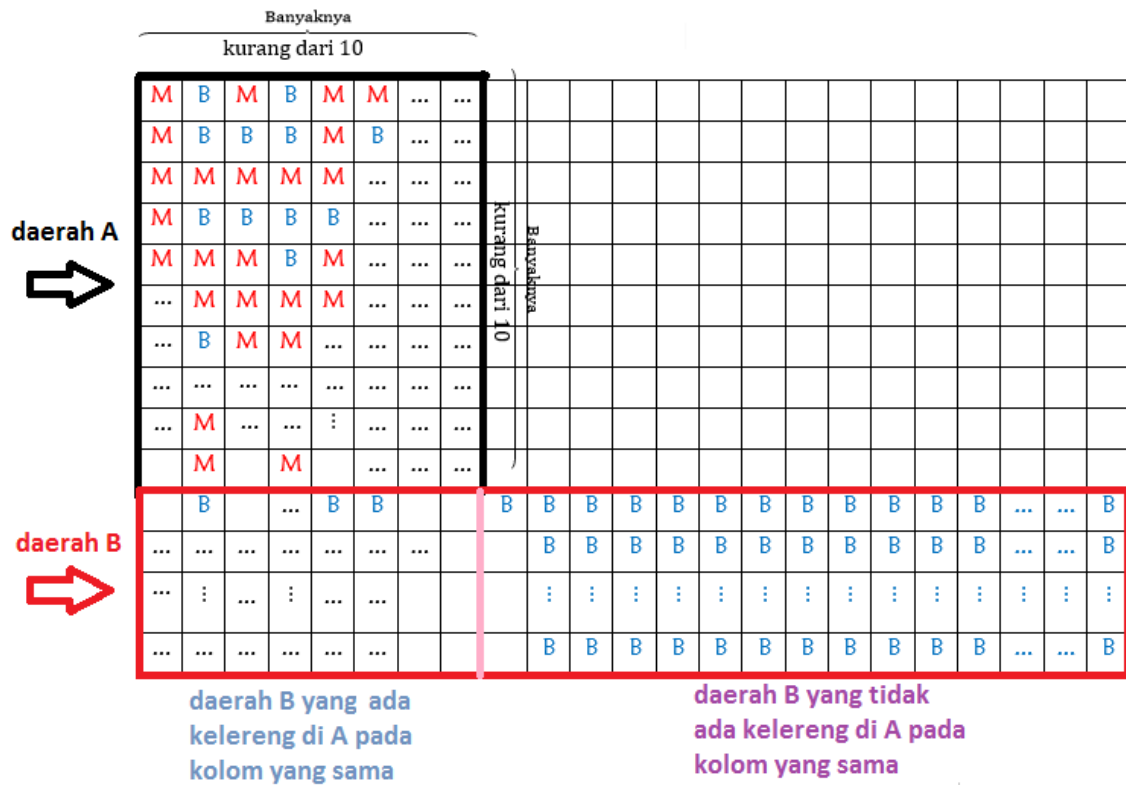 Banyaknya
kurang dari 10
M B M B M M ... ...
M B B B M B ... ...
M M M M M ... ... ...
M B B B B ... ... ...
M M M B M ... ... ...
... M M M M ... ... ...
... B M M ... ... ... ...
... ... ... ... ... ... ... ...
... M ... ... ⋮ ... ... ...
M M ... ... ...
Banyaknya
kurang dari 10
daerah A
B ... B B B B B B B B B B B B B B B ... ... B
... ... ... ... ... ... ... B B B B B B B B B B B ... ... B
... ⋮ ... ⋮ ... ... ⋮ ⋮ ⋮ ⋮ ⋮ ⋮ ⋮ ⋮ ⋮ ⋮ ⋮ ⋮ ⋮ ⋮
... ... ... ... ... ... B B B B B B B B B B B ... ... B
daerah B
daerah B yang ada
kelereng di A pada
kolom yang sama
daerah B yang tidak
ada kelereng di A pada
kolom yang sama